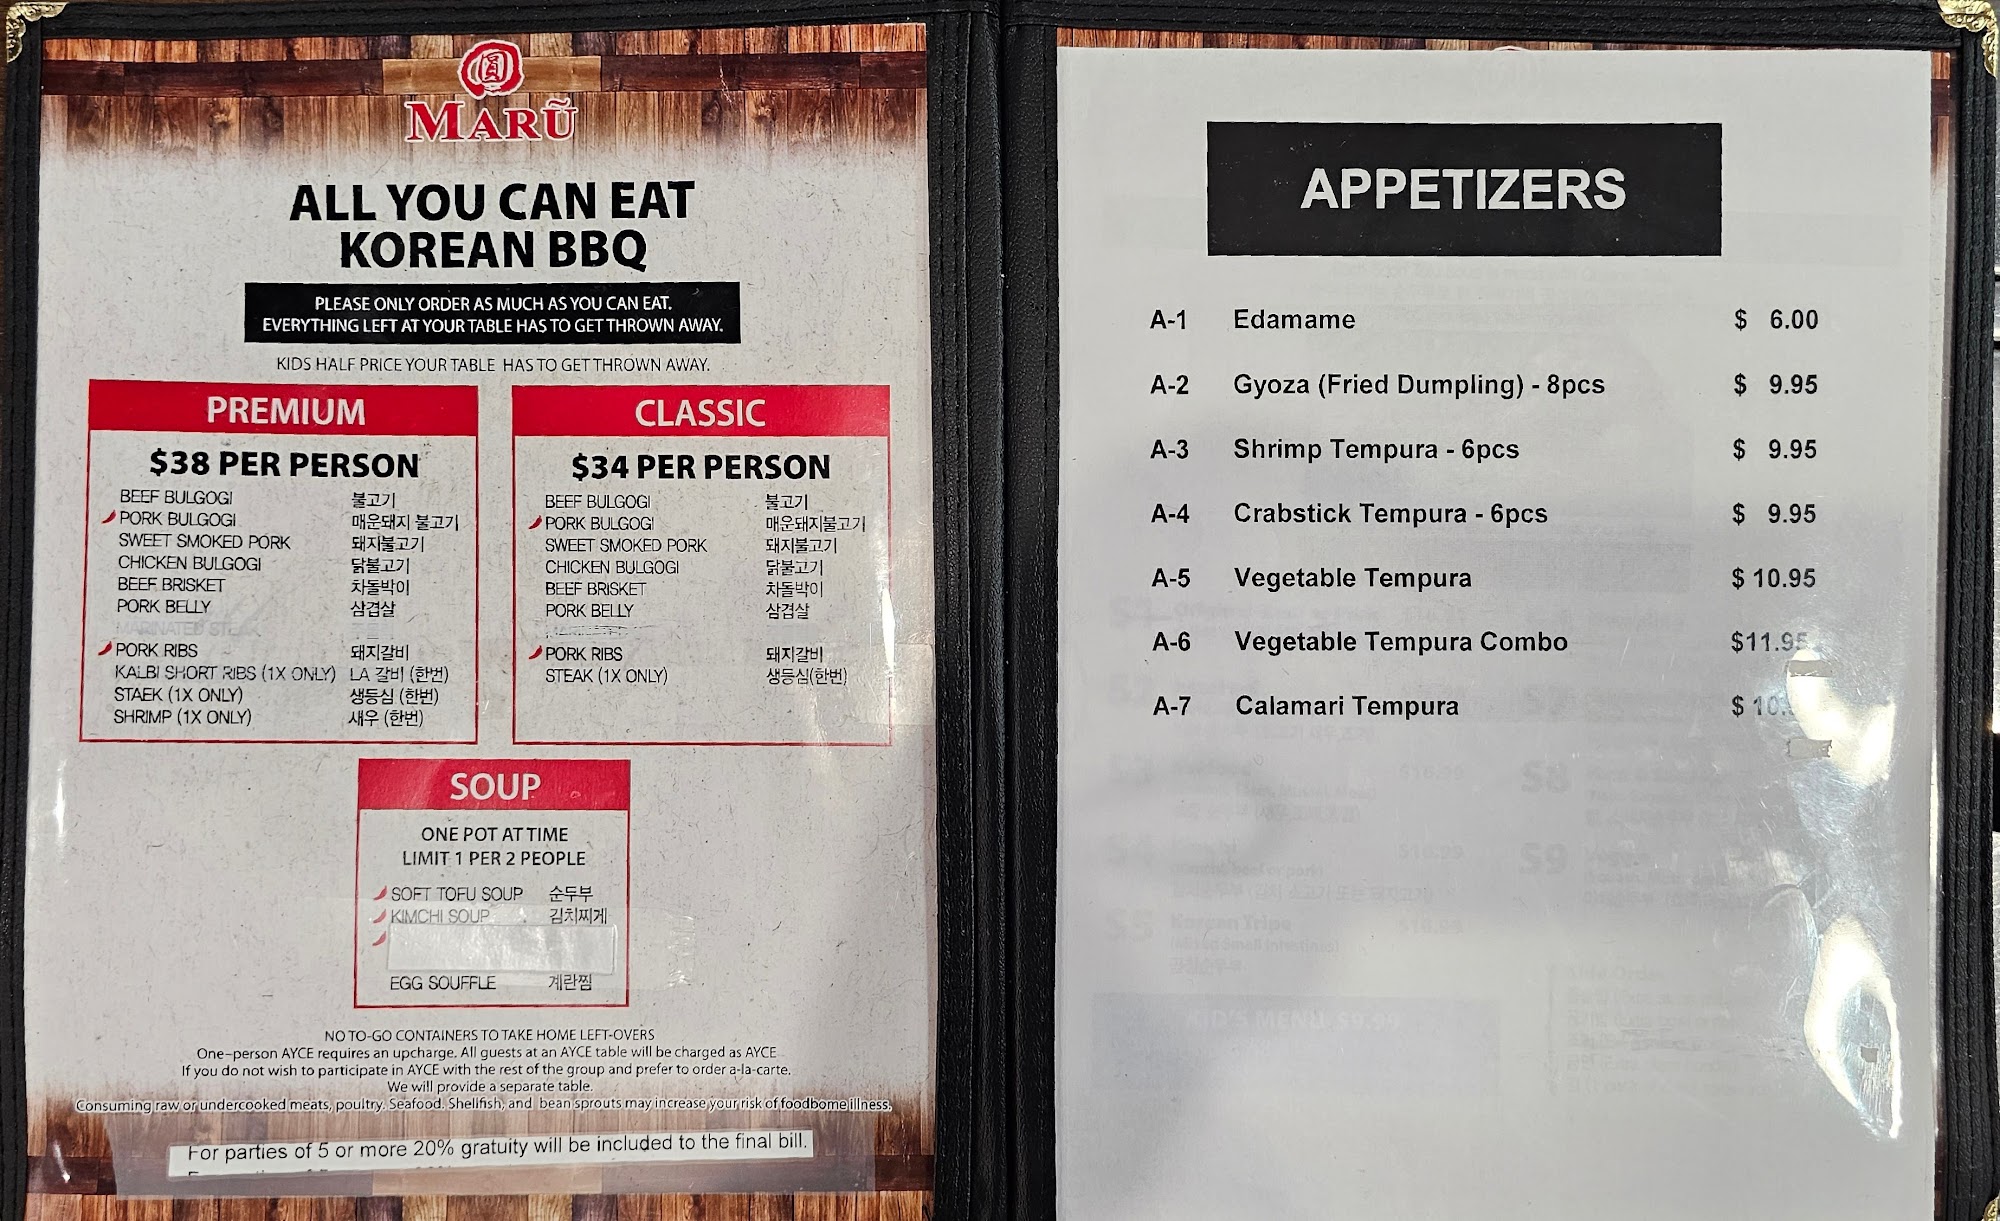 圓
MARŨ
ALL YOU CAN EAT
KOREAN BBQ
PLEASE ONLY ORDER AS MUCH AS YOU CAN EAT.
EVERYTHING LEFT AT YOUR TABLE HAS TO GET THROWN AWAY.
KIDS HALF PRICE YOUR TABLE HAS TO GET THROWN AWAY.
PREMIUM
$38 PER PERSON
BEEF BULGOGI 불고기
PORK BULGOGI 매운돼지 불고기
SWEET SMOKED PORK 돼지불고기
CHICKEN BULGOGI 닭불고기
BEEF BRISKET 차돌박이
PORK BELLY 삼겹살
MARINATED STEAK
PORK RIBS 돼지갈비
KALBI SHORT RIBS (1X ONLY) LA 갈비 (한번)
STAEK (1X ONLY) 생등심 (한번)
SHRIMP (1X ONLY) 새우 (한번)
CLASSIC
$34 PER PERSON
BEEF BULGOGI 불고기
PORK BULGOGI 매운돼지불고기
SWEET SMOKED PORK 돼지불고기
CHICKEN BULGOGI 닭불고기
BEEF BRISKET 차돌박이
PORK BELLY 삼겹살
PORK RIBS 돼지갈비
STEAK (1X ONLY) 생등심(한번)
SOUP
ONE POT AT TIME
LIMIT 1 PER 2 PEOPLE
SOFT TOFU SOUP 순두부
KIMCHI SOUP 김치찌게
EGG SOUFFLE 계란찜
NO TO-GO CONTAINERS TO TAKE HOME LEFT-OVERS
One-person AYCE requires an upcharge. All guests at an AYCE table will be charged as AYCE
If you do not wish to participate in AYCE with the rest of the group and prefer to order a-la-carte.
We will provide a separate table.
Consuming raw or undercooked meats, poultry. Seafood. Shellfish, and bean sprouts may increase your risk of foodborne illness.
For parties of 5 or more 20% gratuity will be included to the final bill.
APPETIZERS
A-1 Edamame $ 6.00
A-2 Gyoza (Fried Dumpling) - 8pcs $ 9.95
A-3 Shrimp Tempura - 6pcs $ 9.95
A-4 Crabstick Tempura - 6pcs $ 9.95
A-5 Vegetable Tempura $ 10.95
A-6 Vegetable Tempura Combo $11.95
A-7 Calamari Tempura $ 10.
KID'S MENU $9.99